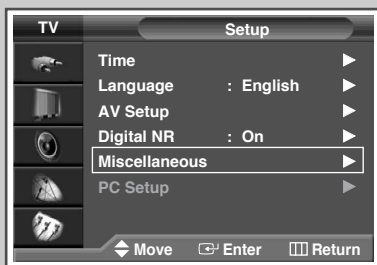 TV Setup
Time
Language : English
AV Setup
Digital NR : On
Miscellaneous
PC Setup
Move Enter Return